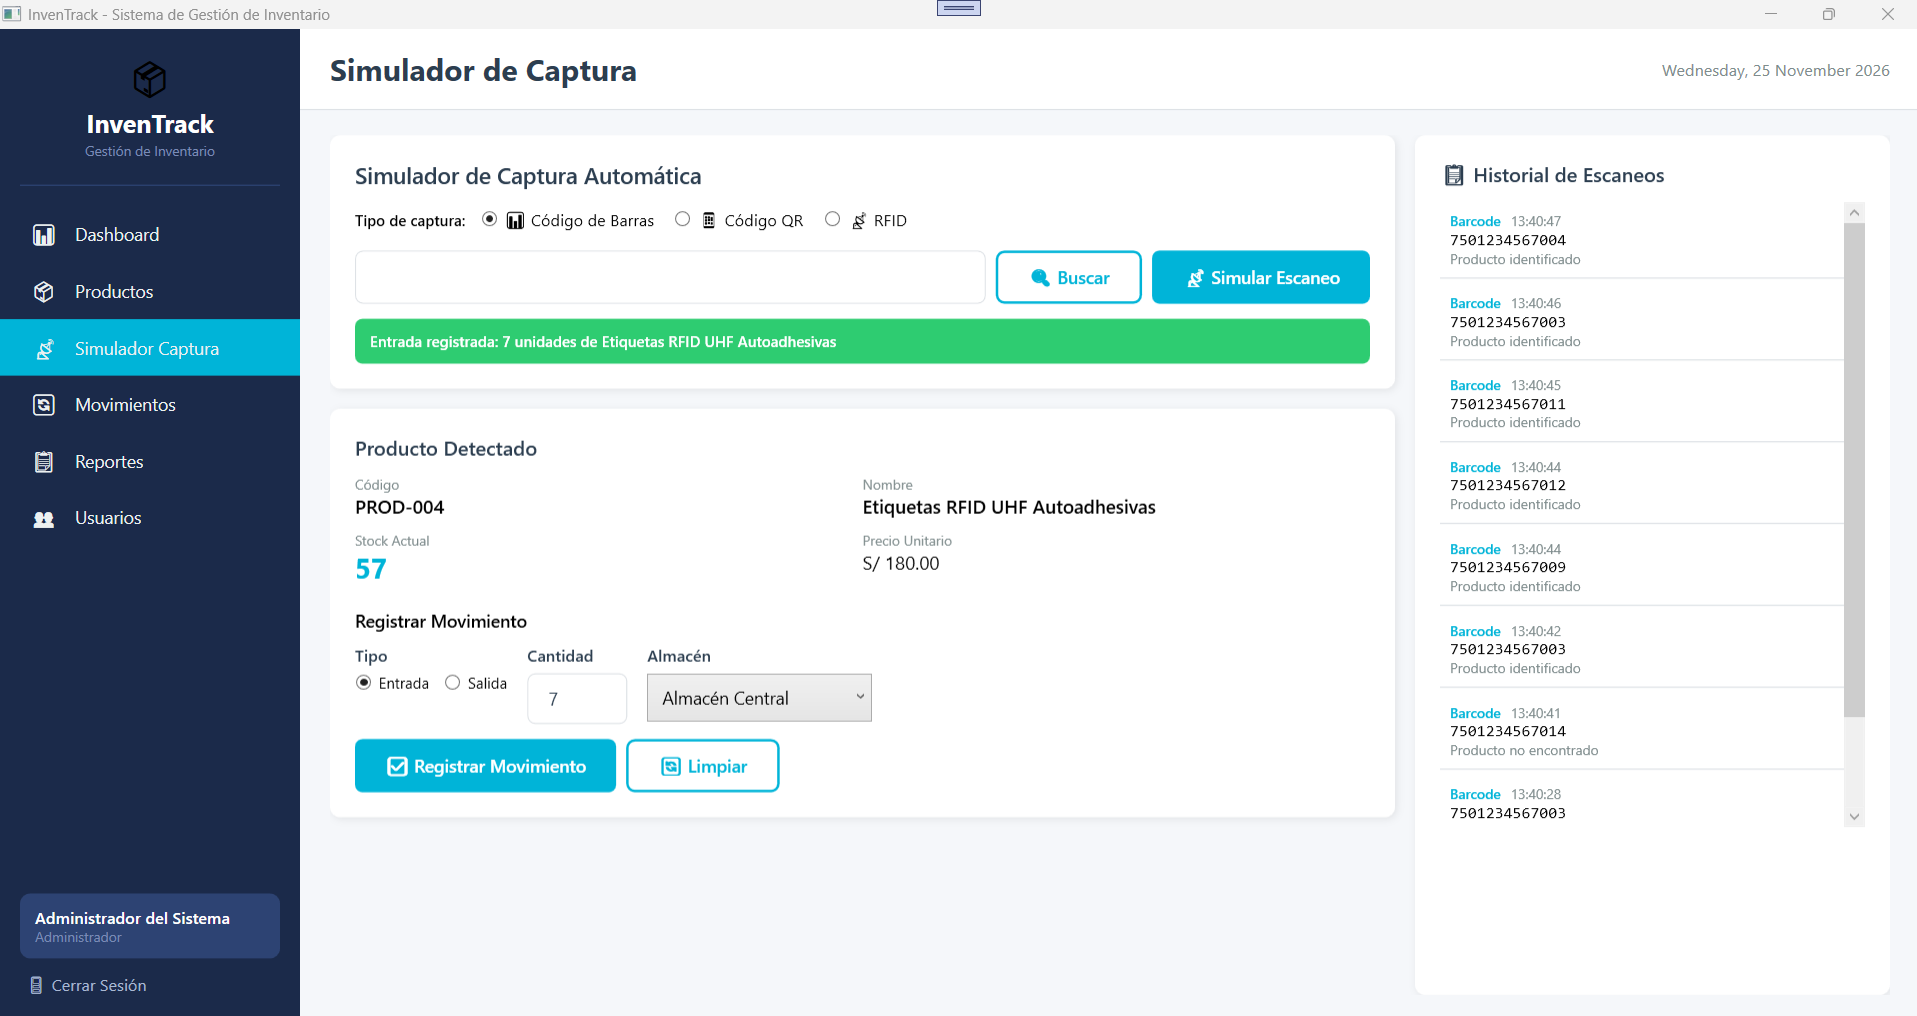 InvenTrack - Sistema de Gestión de Inventario
InvenTrack
Gestión de Inventario
Dashboard
Productos
Simulador Captura
Movimientos
Reportes
Usuarios
Administrador del Sistema
Administrador
Cerrar Sesión
Simulador de Captura
Wednesday, 25 November 2026
Simulador de Captura Automática
Tipo de captura: Código de Barras Código QR RFID
Buscar Simular Escaneo
Entrada registrada: 7 unidades de Etiquetas RFID UHF Autoadhesivas
Producto Detectado
Código Nombre
PROD-004 Etiquetas RFID UHF Autoadhesivas
Stock Actual Precio Unitario
57 S/ 180.00
Registrar Movimiento
Tipo Cantidad Almacén
Entrada Salida 7 Almacén Central
Registrar Movimiento Limpiar
Historial de Escaneos
Barcode 13:40:47
7501234567004
Producto identificado
Barcode 13:40:46
7501234567003
Producto identificado
Barcode 13:40:45
7501234567011
Producto identificado
Barcode 13:40:44
7501234567012
Producto identificado
Barcode 13:40:44
7501234567009
Producto identificado
Barcode 13:40:42
7501234567003
Producto identificado
Barcode 13:40:41
7501234567014
Producto no encontrado
Barcode 13:40:28
7501234567003